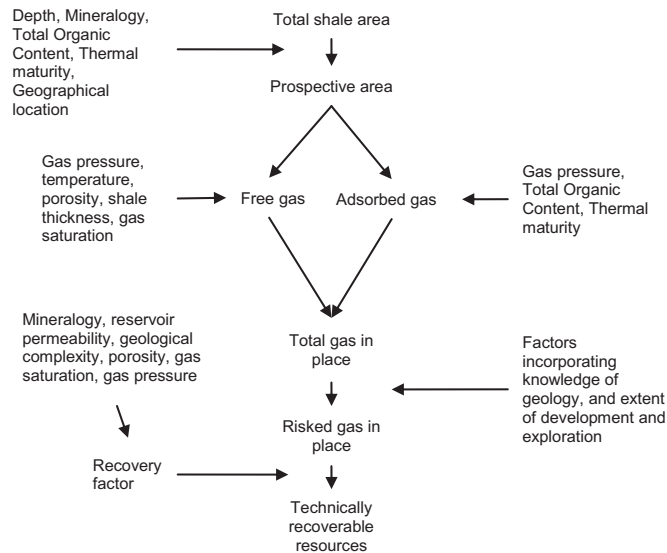 Depth, Mineralogy,
Total Organic
Content, Thermal
maturity,
Geographical
location
Total shale area
Prospective area
Gas pressure,
temperature,
porosity, shale
thickness, gas
saturation
Free gas
Adsorbed gas
Gas pressure,
Total Organic
Content, Thermal
maturity
Mineralogy, reservoir
permeability, geological
complexity, porosity, gas
saturation, gas pressure
Total gas in
place
Factors
incorporating
knowledge of
geology, and extent
of development and
exploration
Risked gas in
place
Recovery
factor
Technically
recoverable
resources